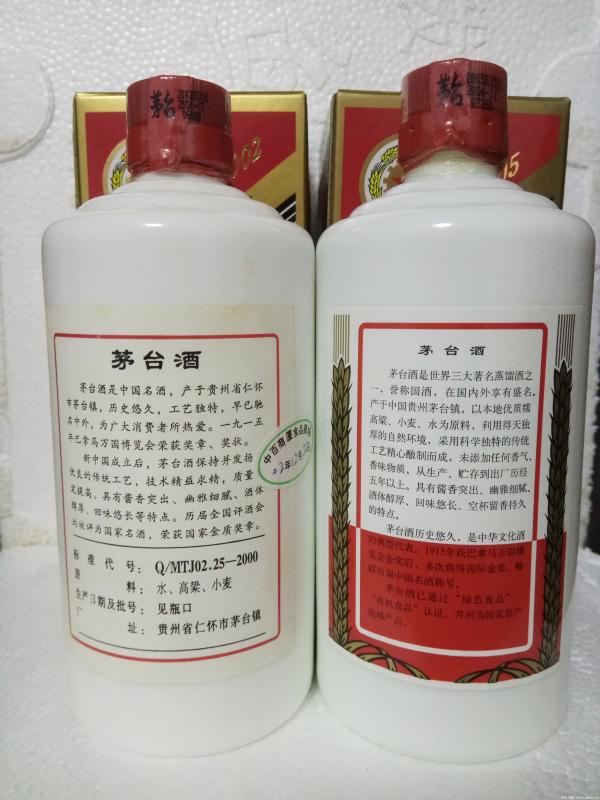 茅台
茅台
02
05
茅台酒
茅台酒是中国名酒，产于贵州省仁怀
市茅台镇，历史悠久，工艺独特，早已驰
名中外，为广大消费者所热爱。一九一五
年巴拿马万国博览会荣获奖章、奖状。
新中国成立后，茅台酒保持并发扬
优良的传统工艺，技术精益求精，质量
定提高、具有酱香突出、幽雅细腻、酒体
醇厚、回味悠长等特点。历届全国评酒会
均被评为国家名酒，荣获国家金质奖章。
标准代号：Q/MTJ02.25—2000
原料：水、高粱、小麦
生产日期及批号：见瓶口
厂址：贵州省仁怀市茅台镇
茅台酒
茅台酒是世界三大著名蒸馏酒之
一，誉称国酒，在国内外享有盛名。
产于中国贵州茅台镇，以本地优质糯
高粱、小麦、水为原料，利用得天独
厚的自然环境，采用科学独特的传统
工艺精心酿制而成，未添加任何香气、
香味物质，从生产、贮存到出厂历经
五年以上。具有酱香突出、幽雅细腻、
酒体醇厚、回味悠长、空杯留香持久
的特点。
茅台酒历史悠久，是中华文化酒
的典型代表。1915年获巴拿马万国博
览会金奖后，多次获得国际金奖，蝉
联历届中国名酒称号。
茅台酒已通过“绿色食品”、
“有机食品”认证，并列为国家原产
地域产品。